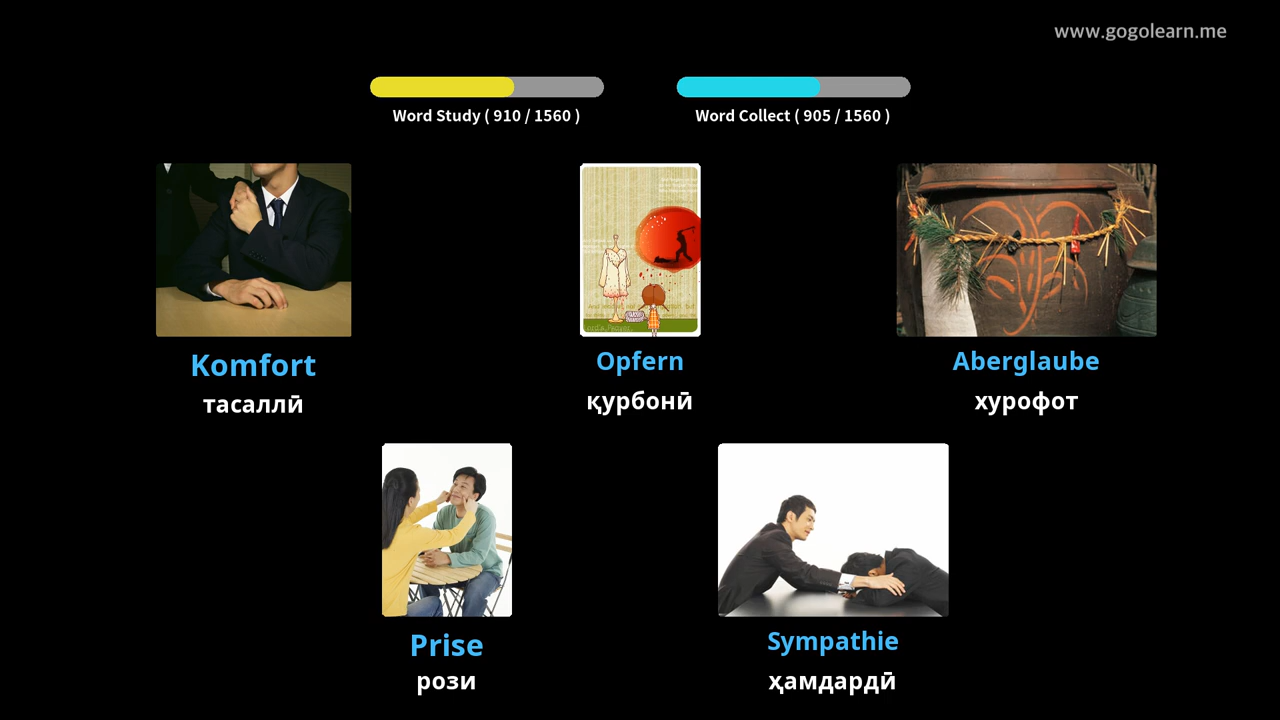 www.gogolearn.me
Word Study ( 910 / 1560 )
Word Collect ( 905 / 1560 )
Komfort
тасаллӣ
Opfern
қурбонӣ
Aberglaube
хурофот
Prise
рози
Sympathie
ҳамдардӣ